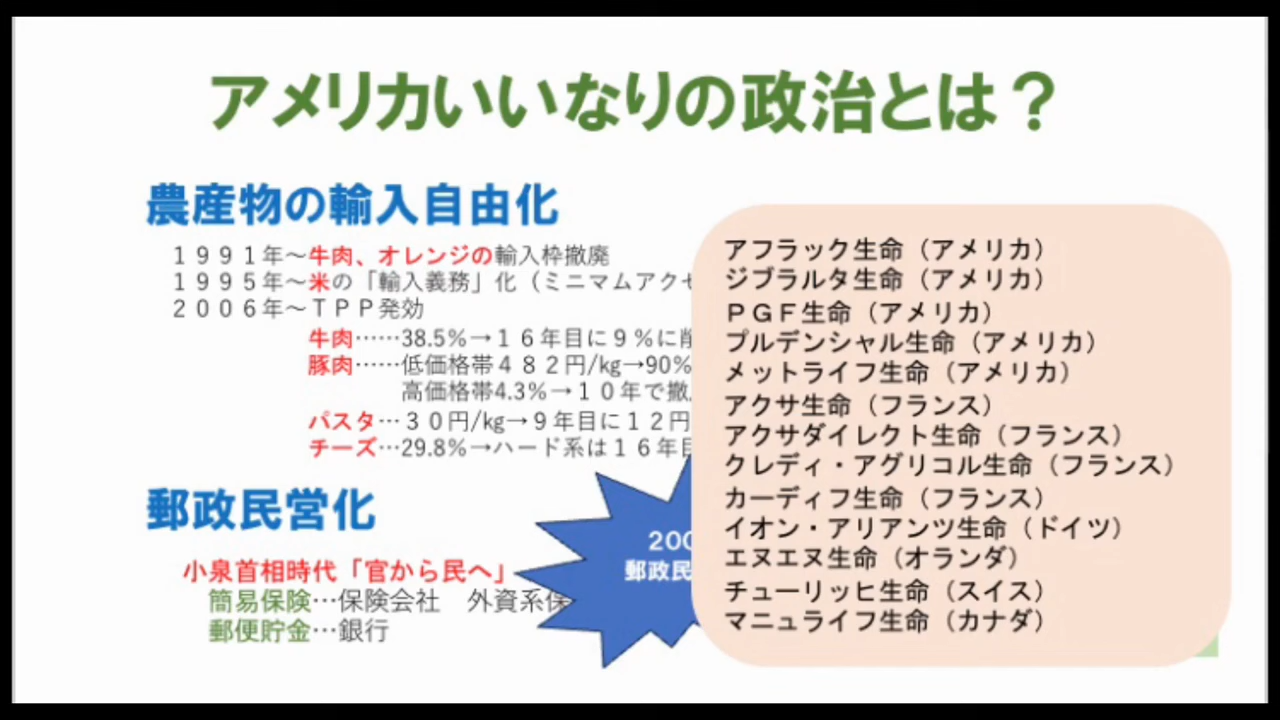 アメリカいいなりの政治とは？
農産物の輸入自由化
１９９１年～牛肉、オレンジの輸入枠撤廃
１９９５年～米の「輸入義務」化（ミニマムアクセ
２００６年～ＴＰＰ発効
牛肉……38.5%→１６年目に９％に削
豚肉……低価格帯４８２円/kg→90%
高価格帯4.3%→１０年で撤
パスタ…３０円/kg→９年目に１２円
チーズ…29.8%→ハード系は１６年目
郵政民営化
小泉首相時代「官から民へ」
簡易保険…保険会社　外資系保
郵便貯金…銀行
200
郵政民
アフラック生命（アメリカ）
ジブラルタ生命（アメリカ）
ＰＧＦ生命（アメリカ）
プルデンシャル生命（アメリカ）
メットライフ生命（アメリカ）
アクサ生命（フランス）
アクサダイレクト生命（フランス）
クレディ・アグリコル生命（フランス）
カーディフ生命（フランス）
イオン・アリアンツ生命（ドイツ）
エヌエヌ生命（オランダ）
チューリッヒ生命（スイス）
マニュライフ生命（カナダ）